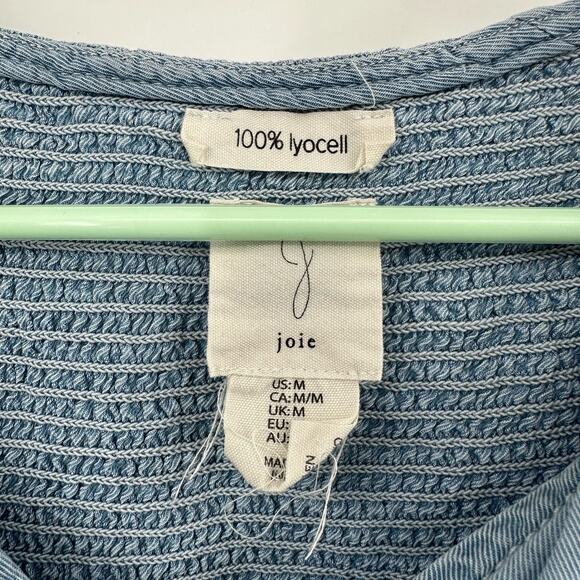 100% lyocell
joie
US: M
CA: M/M
UK: M
EU:
AU: